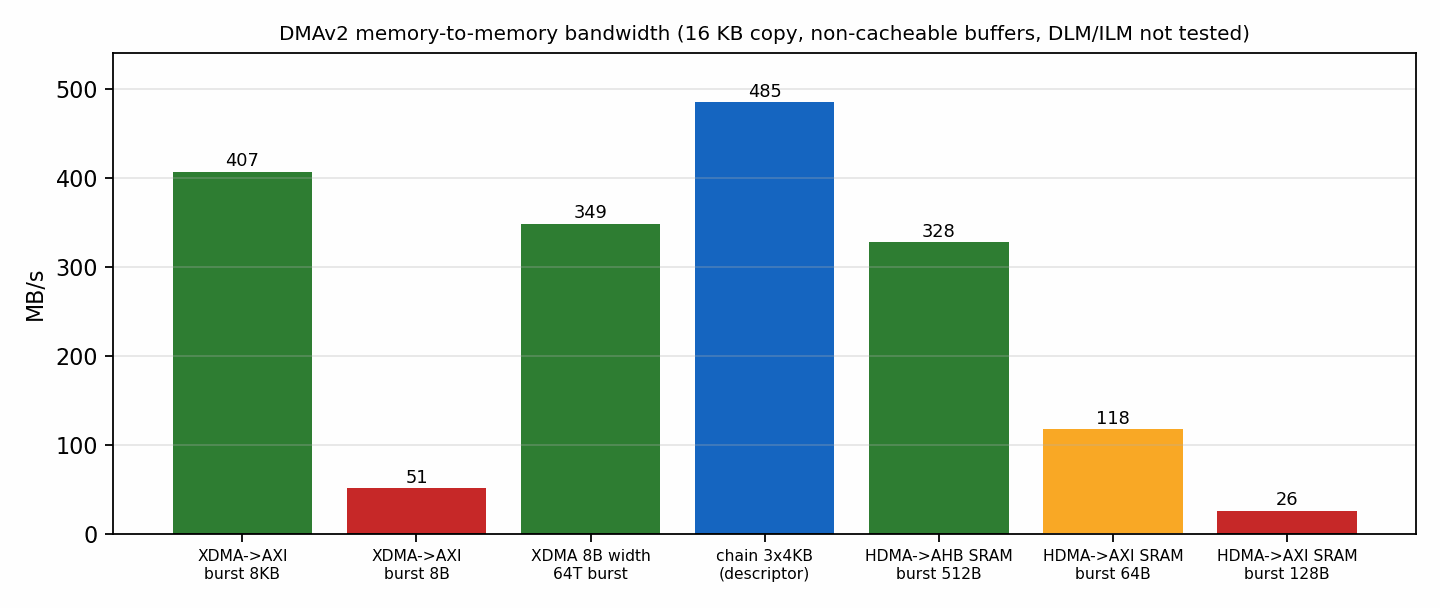 DMAv2 memory-to-memory bandwidth (16 KB copy, non-cacheable buffers, DLM/ILM not tested)
MB/s
500
400
300
200
100
0
407
51
349
485
328
118
26
XDMA->AXI
burst 8KB
XDMA->AXI
burst 8B
XDMA 8B width
64T burst
chain 3x4KB
(descriptor)
HDMA->AHB SRAM
burst 512B
HDMA->AXI SRAM
burst 64B
HDMA->AXI SRAM
burst 128B